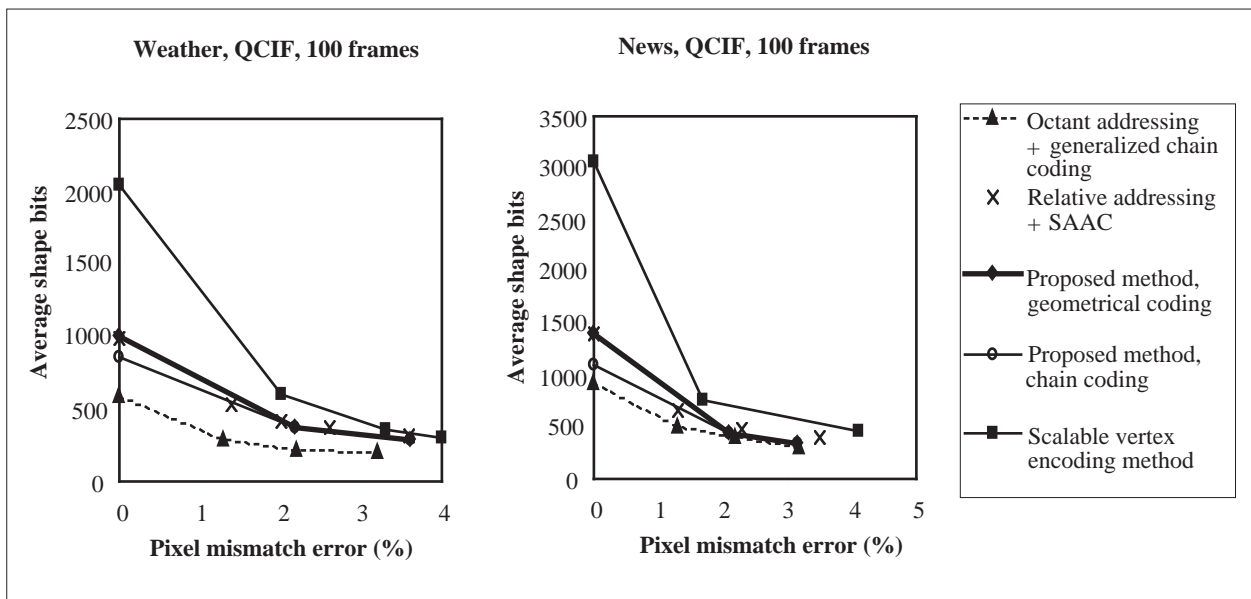 Weather, QCIF, 100 frames
2500
2000
1500
1000
500
0
0 1 2 3 4
Average shape bits
Pixel mismatch error (%)
News, QCIF, 100 frames
3500
3000
2500
2000
1500
1000
500
0
0 1 2 3 4 5
Average shape bits
Pixel mismatch error (%)
Octant addressing
+ generalized chain
coding
Relative addressing
+ SAAC
Proposed method,
geometrical coding
Proposed method,
chain coding
Scalable vertex
encoding method